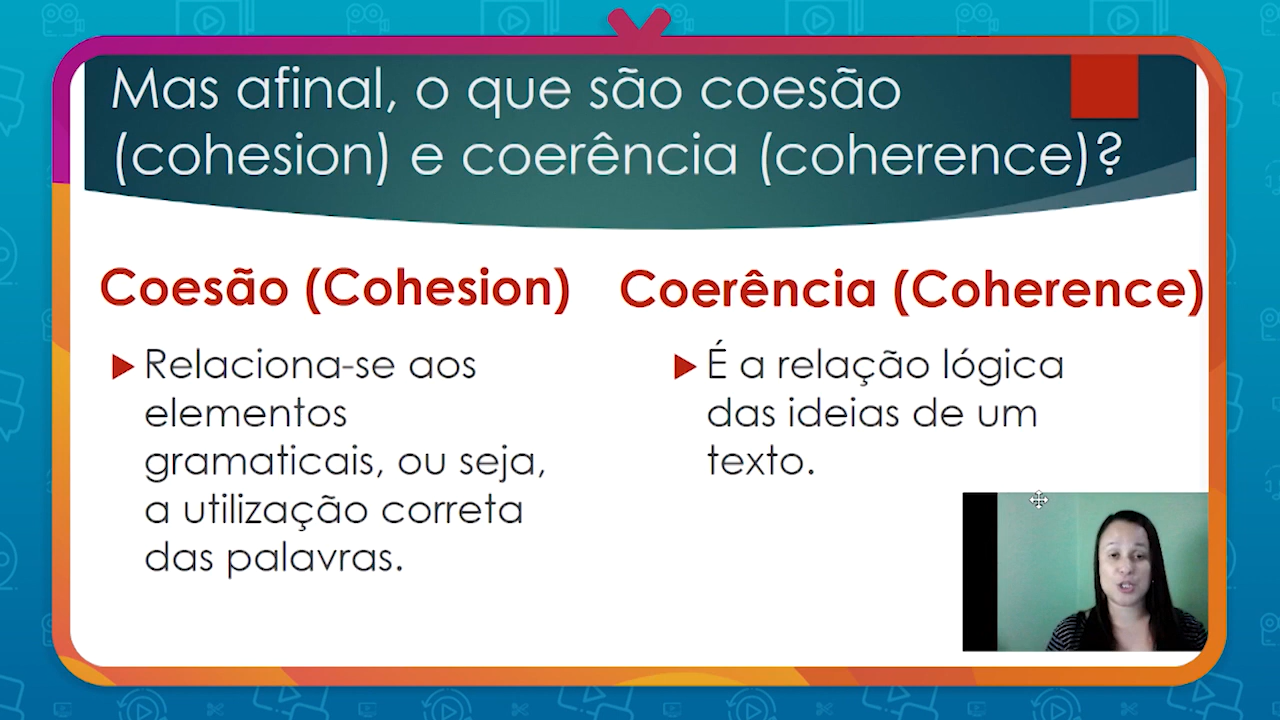 Mas afinal, o que são coesão
(cohesion) e coerência (coherence)?
Coesão (Cohesion)
Relaciona-se aos
elementos
gramaticais, ou seja,
a utilização correta
das palavras.
Coerência (Coherence)
É a relação lógica
das ideias de um
texto.